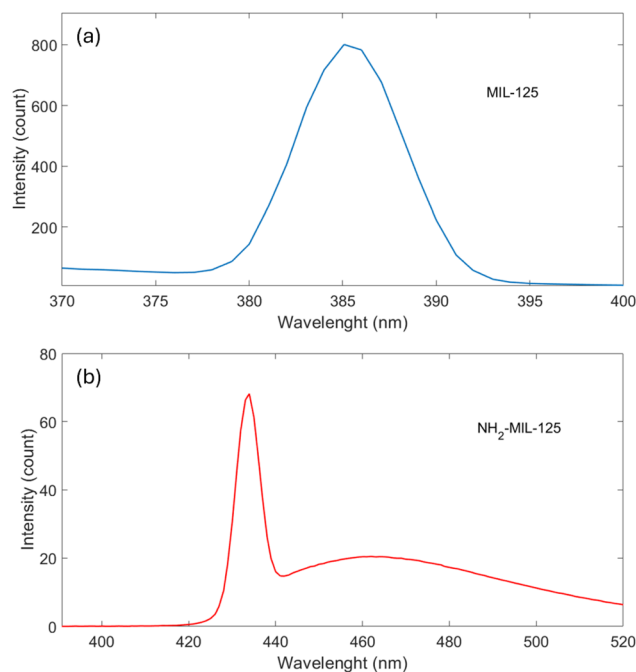 (a)
MIL-125
Intensity (count)
800
600
400
200
370 375 380 385 390 395 400
Wavelenght (nm)
(b)
NH2-MIL-125
Intensity (count)
80
60
40
20
0
400 420 440 460 480 500 520
Wavelenght (nm)